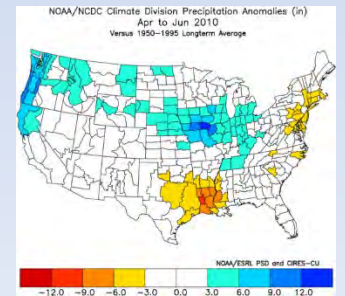 NOAA/NCDC Climate Division Precipitation Anomalies (in)
Apr to Jun 2010
Versus 1950-1995 Longterm Average
NOAA/ESRL PSD and CIRES-CU
-12.0 -9.0 -6.0 -3.0 0.0 3.0 6.0 9.0 12.0